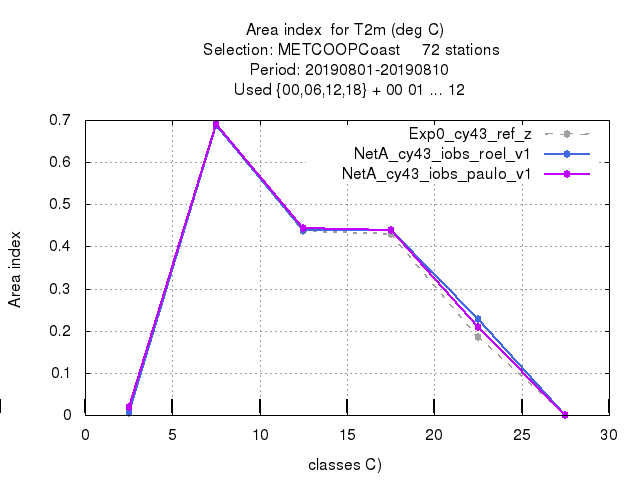 Area index  for T2m (deg C)
Selection: METCOOPCoast     72 stations
Period: 20190801-20190810
Used {00,06,12,18} + 00 01 ... 12
Exp0_cy43_ref_z
NetA_cy43_iobs_roel_v1
NetA_cy43_iobs_paulo_v1
0.7
0.6
0.5
0.4
0.3
0.2
0.1
0
Area index
0 5 10 15 20 25 30
classes C)